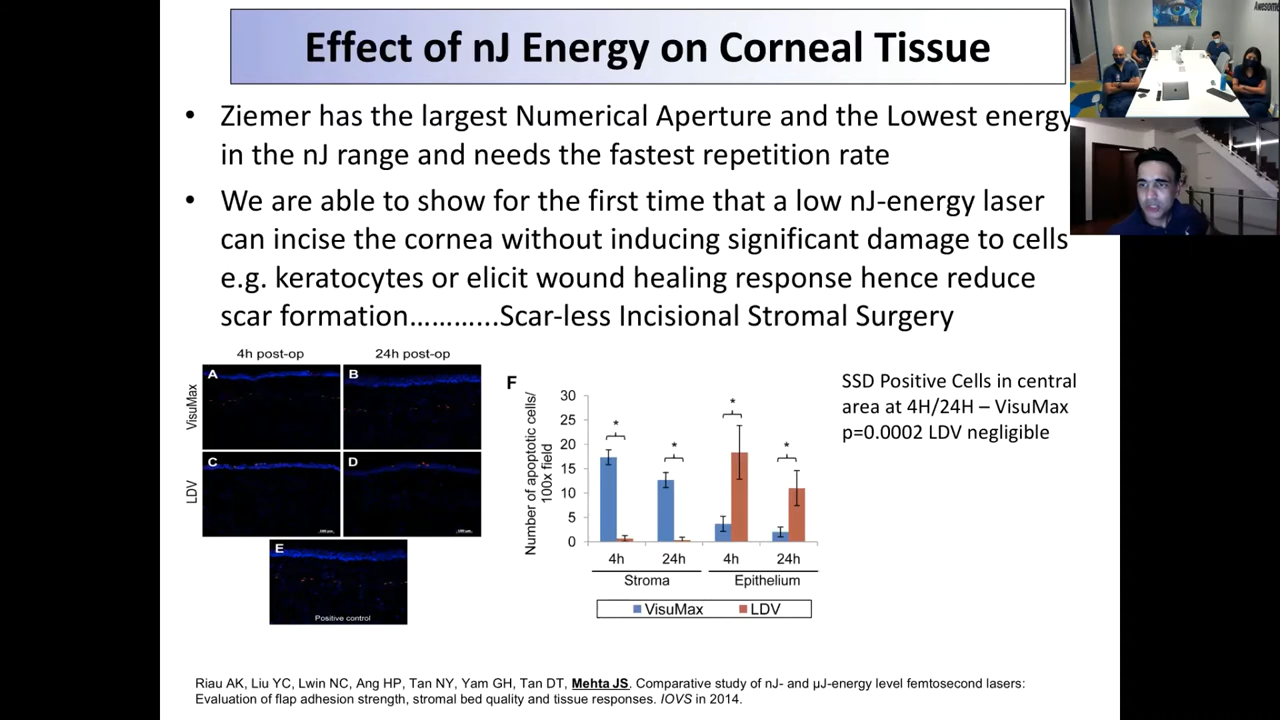 Effect of nJ Energy on Corneal Tissue
Awesome
• Ziemer has the largest Numerical Aperture and the Lowest energy
in the nJ range and needs the fastest repetition rate
• We are able to show for the first time that a low nJ-energy laser
can incise the cornea without inducing significant damage to cells
e.g. keratocytes or elicit wound healing response hence reduce
scar formation…………..Scar-less Incisional Stromal Surgery
4h post-op 24h post-op
VisuMax
A B
LDV
C D
E
Positive control
F
Number of apoptotic cells/
100x field
30
25
20
15
10
5
0
* * * *
4h 24h 4h 24h
Stroma Epithelium
VisuMax LDV
SSD Positive Cells in central
area at 4H/24H – VisuMax
p=0.0002 LDV negligible
Riau AK, Liu YC, Lwin NC, Ang HP, Tan NY, Yam GH, Tan DT, Mehta JS. Comparative study of nJ- and µJ-energy level femtosecond lasers:
Evaluation of flap adhesion strength, stromal bed quality and tissue responses. IOVS in 2014.